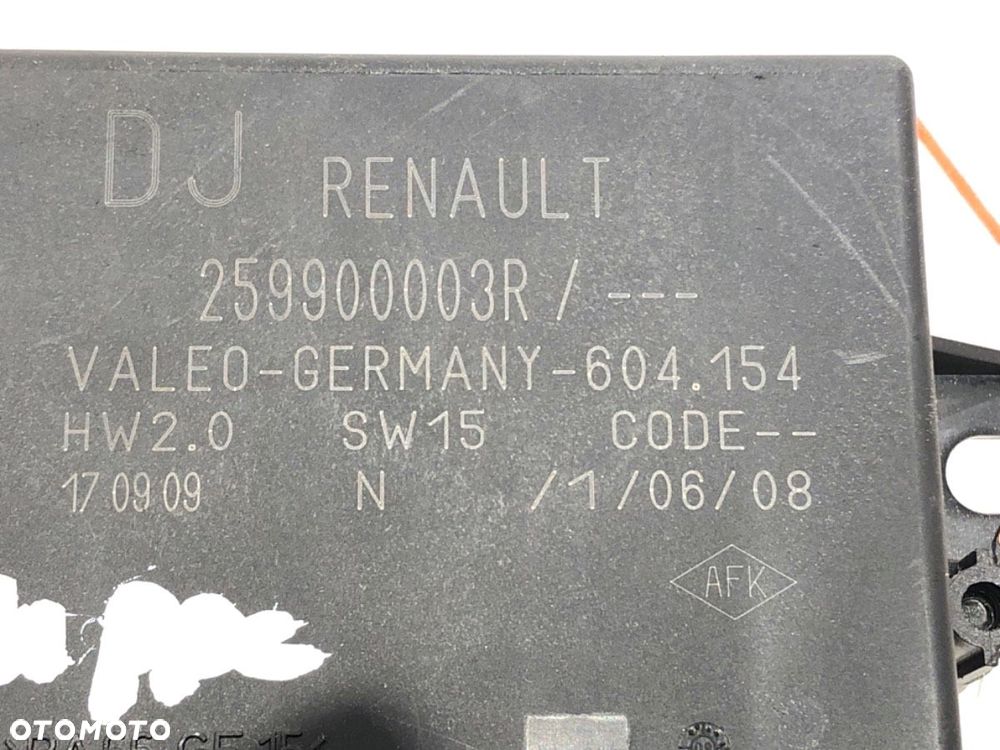 DJ RENAULT
259900003R / ---
VALEO-GERMANY-604.154
HW2.0 SW15 CODE--
17 09 09 N /1/06/08
AFK
OTOMOTO